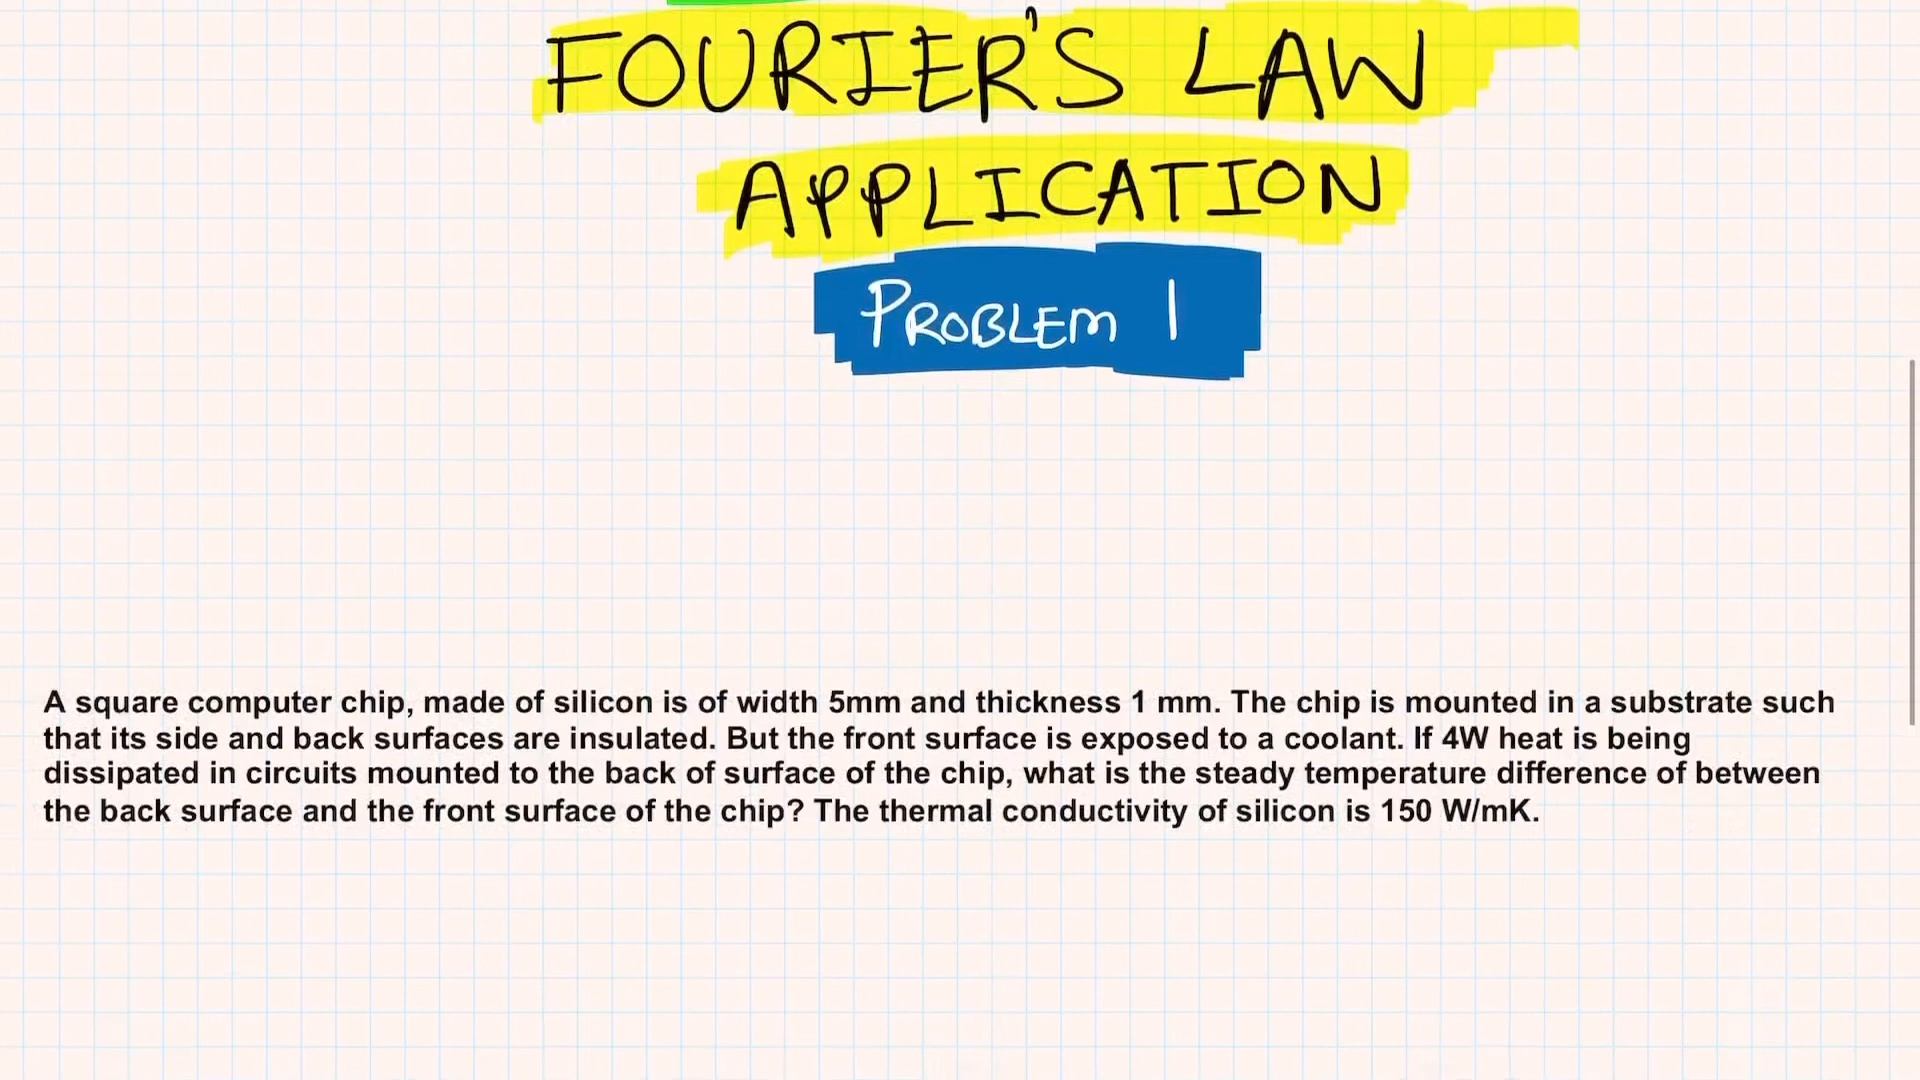 FOURIER'S LAW
APPLICATION
PROBLEM 1
A square computer chip, made of silicon is of width 5mm and thickness 1 mm. The chip is mounted in a substrate such
that its side and back surfaces are insulated. But the front surface is exposed to a coolant. If 4W heat is being
dissipated in circuits mounted to the back of surface of the chip, what is the steady temperature difference of between
the back surface and the front surface of the chip? The thermal conductivity of silicon is 150 W/mK.